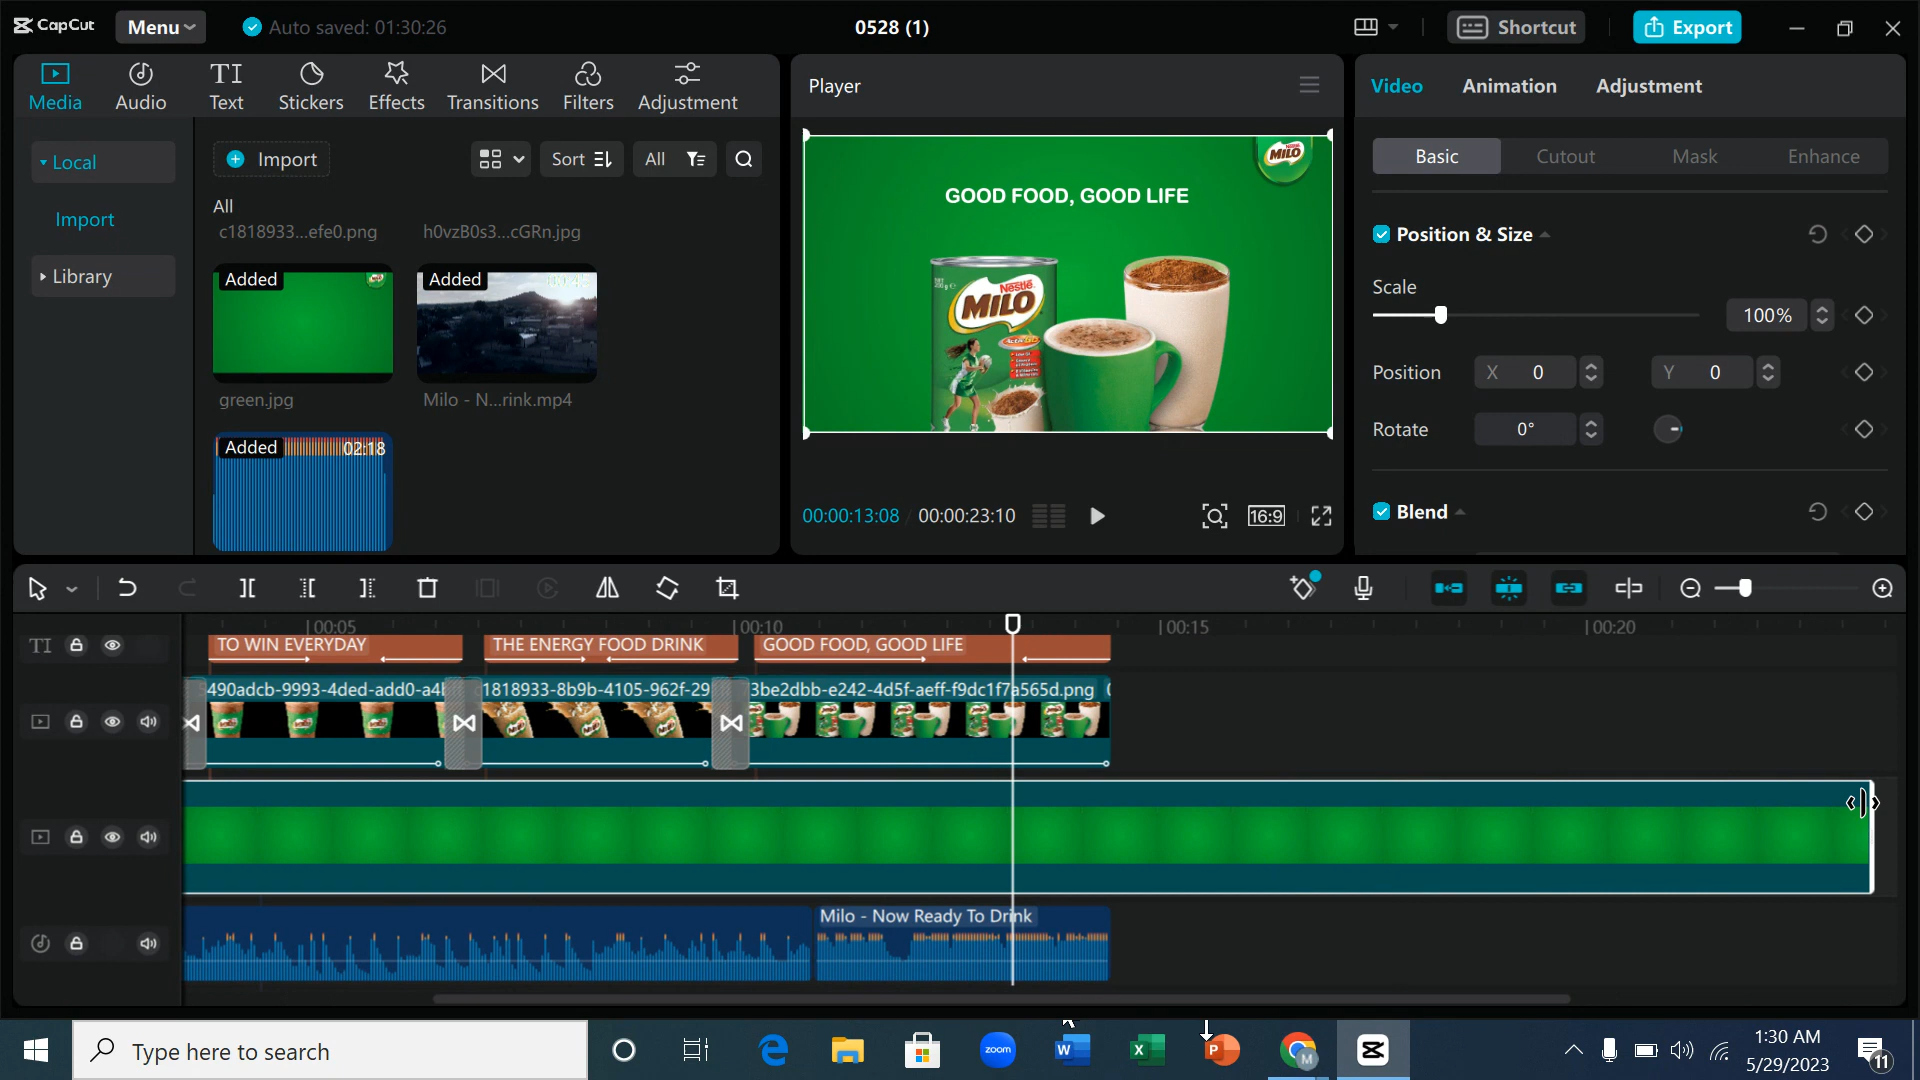 CapCut
Menu
Auto saved: 01:30:26
0528 (1)
Shortcut
Export
Media
Audio
Text
Stickers
Effects
Transitions
Filters
Adjustment
Local
Import
Library
Import
Sort
All
All
c1818933...efe0.png
h0vzB0s3...cGRn.jpg
Added
green.jpg
Added
Milo - N...rink.mp4
Added
02:18
Player
MILO
GOOD FOOD, GOOD LIFE
Nestlé
MILO
00:00:13:08 / 00:00:23:10
16:9
Video
Animation
Adjustment
Basic
Cutout
Mask
Enhance
Position & Size
Scale
100%
Position
X 0
Y 0
Rotate
0°
Blend
00:05
00:10
00:15
00:20
TI
TO WIN EVERYDAY
THE ENERGY FOOD DRINK
GOOD FOOD, GOOD LIFE
490adcb-9993-4ded-add0-a4
1818933-8b9b-4105-962f-29
3be2dbb-e242-4d5f-aeff-f9dc1f7a565d.png
Milo - Now Ready To Drink
Type here to search
zoom
1:30 AM
5/29/2023
11